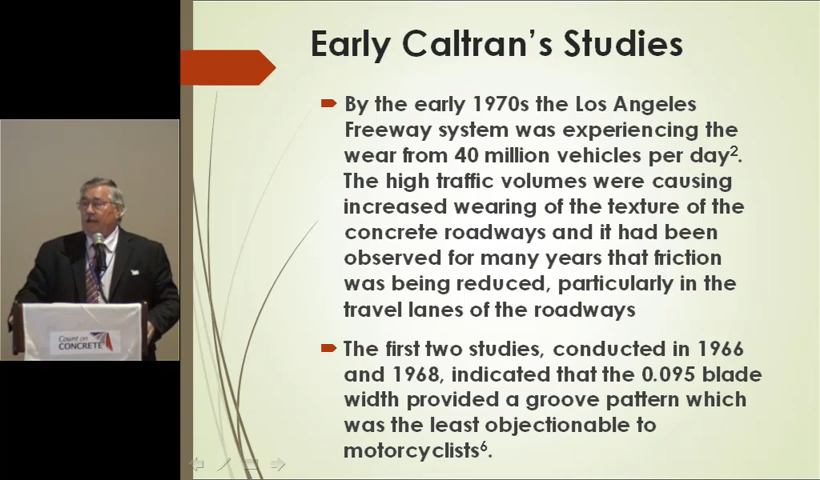 Early Caltran's Studies
By the early 1970s the Los Angeles
Freeway system was experiencing the
wear from 40 million vehicles per day².
The high traffic volumes were causing
increased wearing of the texture of the
concrete roadways and it had been
observed for many years that friction
was being reduced, particularly in the
travel lanes of the roadways
The first two studies, conducted in 1966
and 1968, indicated that the 0.095 blade
width provided a groove pattern which
was the least objectionable to
motorcyclists⁶.
Count on
CONCRETE